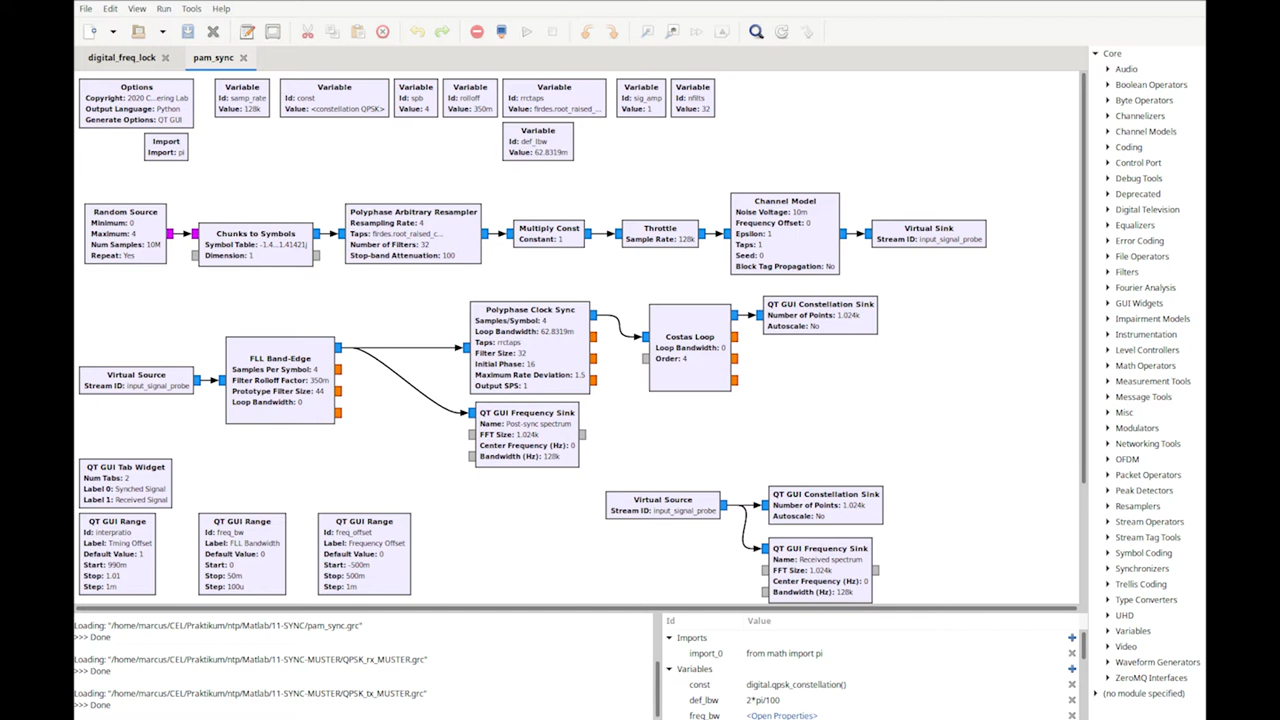 File Edit View Run Tools Help
digital_freq_lock
pam_sync
Options
Copyright: 2020 C...ering Lab
Output Language: Python
Generate Options: QT GUI
Variable
Id: samp_rate
Value: 128k
Variable
Id: const
Value: <constellation QPSK>
Variable
Id: spb
Value: 4
Variable
Id: rolloff
Value: 350m
Variable
Id: rrctaps
Value: firdes.root_raised_...
Variable
Id: sig_amp
Value: 1
Variable
Id: nfilts
Value: 32
Import
Import: pi
Variable
Id: def_lbw
Value: 62.8319m
Random Source
Minimum: 0
Maximum: 4
Num Samples: 10M
Repeat: Yes
Chunks to Symbols
Symbol Table: -1.4...1.41421j
Dimension: 1
Polyphase Arbitrary Resampler
Resampling Rate: 4
Taps: firdes.root_raised_c...
Number of Filters: 32
Stop-band Attenuation: 100
Multiply Const
Constant: 1
Throttle
Sample Rate: 128k
Channel Model
Noise Voltage: 10m
Frequency Offset: 0
Epsilon: 1
Taps: 1
Seed: 0
Block Tag Propagation: No
Virtual Sink
Stream ID: input_signal_probe
Virtual Source
Stream ID: input_signal_probe
FLL Band-Edge
Samples Per Symbol: 4
Filter Rolloff Factor: 350m
Prototype Filter Size: 44
Loop Bandwidth: 0
Polyphase Clock Sync
Samples/Symbol: 4
Loop Bandwidth: 62.8319m
Taps: rrctaps
Filter Size: 32
Initial Phase: 16
Maximum Rate Deviation: 1.5
Output SPS: 1
Costas Loop
Loop Bandwidth: 0
Order: 4
QT GUI Constellation Sink
Number of Points: 1.024k
Autoscale: No
QT GUI Frequency Sink
Name: Post-sync spectrum
FFT Size: 1.024k
Center Frequency (Hz): 0
Bandwidth (Hz): 128k
QT GUI Tab Widget
Num Tabs: 2
Label 0: Synched Signal
Label 1: Received Signal
Virtual Source
Stream ID: input_signal_probe
QT GUI Constellation Sink
Number of Points: 1.024k
Autoscale: No
QT GUI Frequency Sink
Name: Received spectrum
FFT Size: 1.024k
Center Frequency (Hz): 0
Bandwidth (Hz): 128k
QT GUI Range
Id: interpratio
Label: Tming Offset
Default Value: 1
Start: 990m
Stop: 1.01
Step: 1m
QT GUI Range
Id: freq_bw
Label: FLL Bandwidth
Default Value: 0
Start: 0
Stop: 50m
Step: 100u
QT GUI Range
Id: freq_offset
Label: Frequency Offset
Default Value: 0
Start: -500m
Stop: 500m
Step: 1m
Loading: "/home/marcus/CEL/Praktikum/ntp/Matlab/11-SYNC/pam_sync.grc"
>>> Done
Loading: "/home/marcus/CEL/Praktikum/ntp/Matlab/11-SYNC-MUSTER/QPSK_rx_MUSTER.grc"
>>> Done
Loading: "/home/marcus/CEL/Praktikum/ntp/Matlab/11-SYNC-MUSTER/QPSK_tx_MUSTER.grc"
>>> Done
Id Value
Imports
import_0 from math import pi
Variables
const digital.qpsk_constellation()
def_lbw 2*pi/100
freq_bw <Open Properties>
Core
Audio
Boolean Operators
Byte Operators
Channelizers
Channel Models
Coding
Control Port
Debug Tools
Deprecated
Digital Television
Equalizers
Error Coding
File Operators
Filters
Fourier Analysis
GUI Widgets
Impairment Models
Instrumentation
Level Controllers
Math Operators
Measurement Tools
Message Tools
Misc
Modulators
Networking Tools
OFDM
Packet Operators
Peak Detectors
Resamplers
Stream Operators
Stream Tag Tools
Symbol Coding
Synchronizers
Trellis Coding
Type Converters
UHD
Variables
Video
Waveform Generators
ZeroMQ Interfaces
(no module specified)